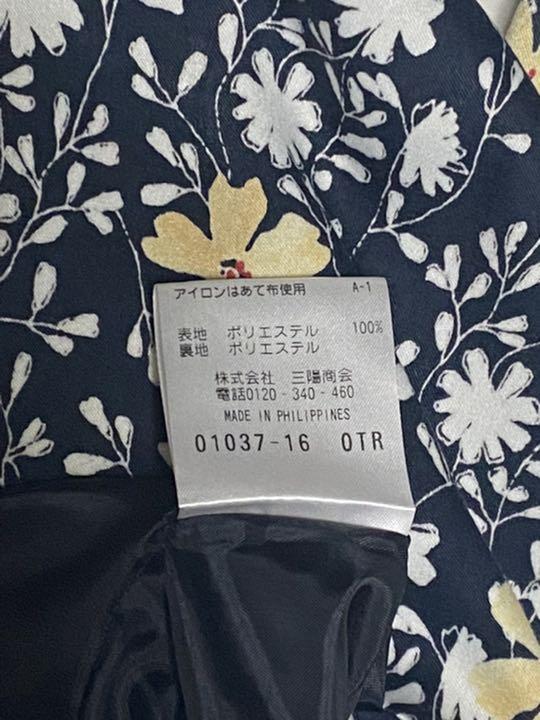 アイロンはあて布使用 A-1
表地 ポリエステル 100%
裏地 ポリエステル
株式会社 三陽商会
電話0120-340-460
MADE IN PHILIPPINES
01037-16 OTR